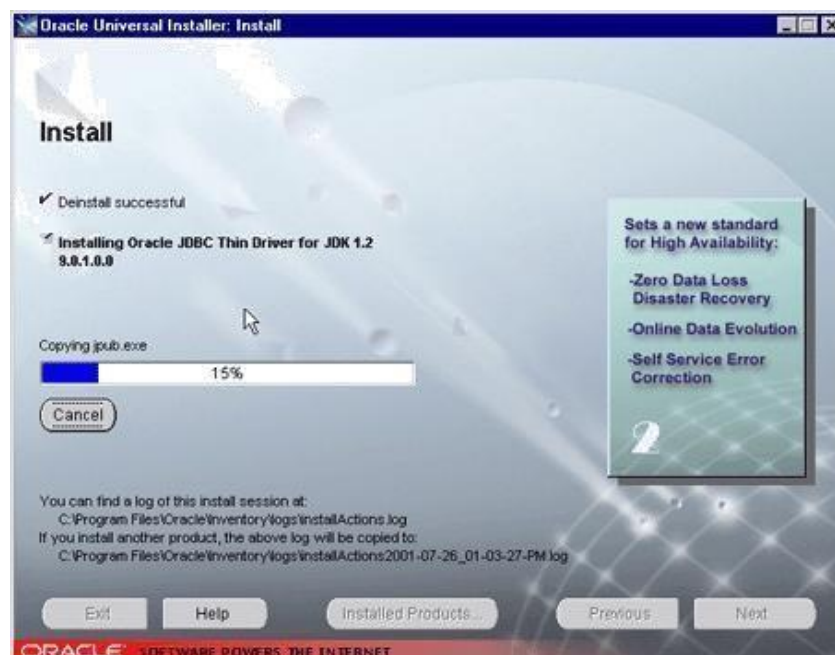 Oracle Universal Installer: Install
Install
Deinstall successful
Installing Oracle JDBC Thin Driver for JDK 1.2
9.0.1.0.0
Copying jpub.exe
15%
Cancel
Sets a new standard
for High Availability:
-Zero Data Loss
Disaster Recovery
-Online Data Evolution
-Self Service Error
Correction
You can find a log of this install session at:
C:\Program Files\Oracle\Inventory\logs\installActions.log
If you install another product, the above log will be copied to:
C:\Program Files\Oracle\Inventory\logs\installActions2001-07-26_01-03-27-PM.log
Exit
Help
Installed Products...
Previous
Next
ORACLE SOFTWARE POWERS THE INTERNET